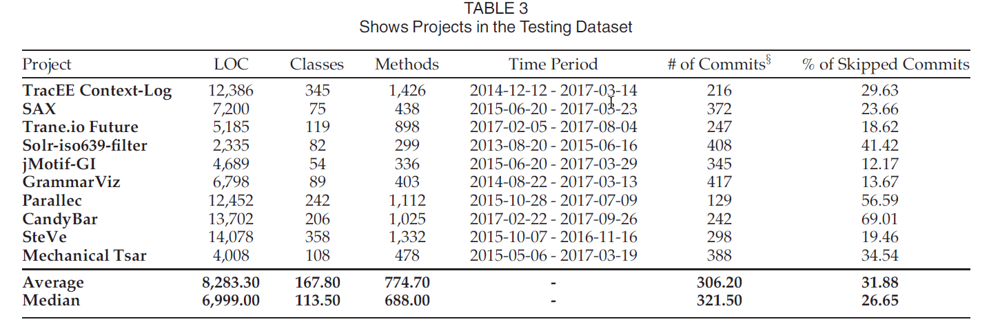 TABLE 3
Shows Projects in the Testing Dataset
Project LOC Classes Methods Time Period # of Commits§ % of Skipped Commits
TracEE Context-Log 12,386 345 1,426 2014-12-12 - 2017-03-14 216 29.63
SAX 7,200 75 438 2015-06-20 - 2017-03-23 372 23.66
Trane.io Future 5,185 119 898 2017-02-05 - 2017-08-04 247 18.62
Solr-iso639-filter 2,335 82 299 2013-08-20 - 2015-06-16 408 41.42
jMotif-GI 4,689 54 336 2015-06-20 - 2017-03-29 345 12.17
GrammarViz 6,798 89 403 2014-08-22 - 2017-03-13 417 13.67
Parallec 12,452 242 1,112 2015-10-28 - 2017-07-09 129 56.59
CandyBar 13,702 206 1,025 2017-02-22 - 2017-09-26 242 69.01
SteVe 14,078 358 1,332 2015-10-07 - 2016-11-16 298 19.46
Mechanical Tsar 4,008 108 478 2015-05-06 - 2017-03-19 388 34.54
Average 8,283.30 167.80 774.70 - 306.20 31.88
Median 6,999.00 113.50 688.00 - 321.50 26.65